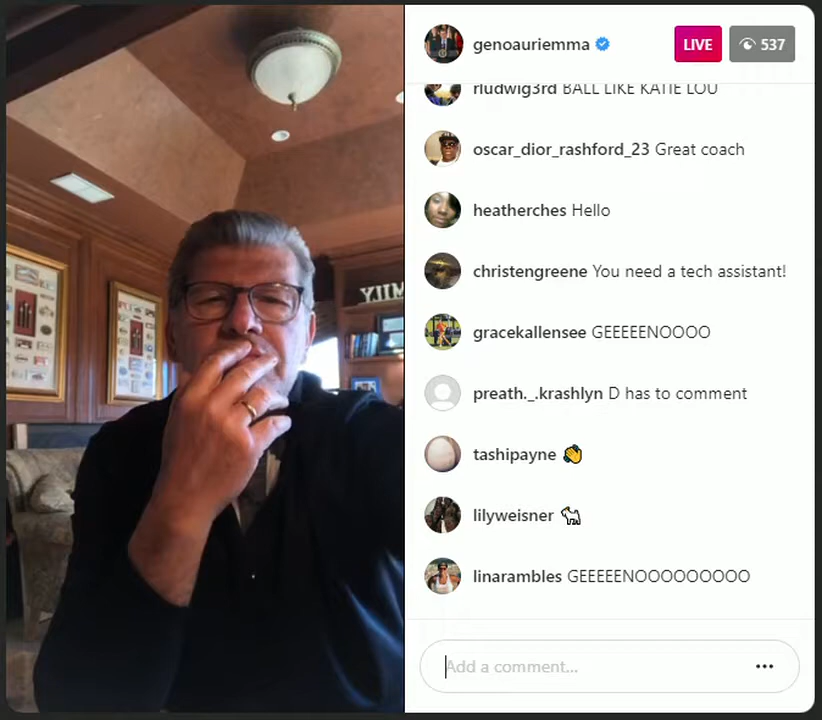 genoauriemma
LIVE
537
rludwig3rd BALL LIKE KATIE LOU
oscar_dior_rashford_23 Great coach
heatherches Hello
christengreene You need a tech assistant!
gracekallensee GEEEEENOOOO
preath._.krashlyn D has to comment
tashipayne 👏
lilyweisner 🐐
linarambles GEEEEENOOOOOOOOO
Add a comment...